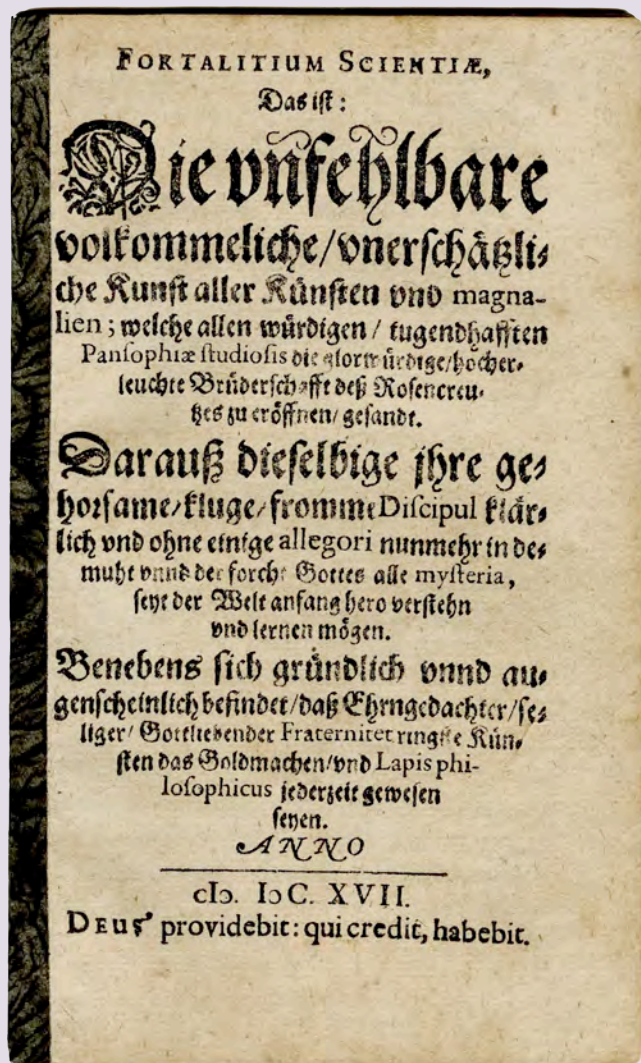 FORTALITIUM SCIENTIÆ,
Das ist:
Die vnfehlbare
volkommeliche/vnerschätzli-
che Kunst aller Künsten vnd magna-
lien; welche allen würdigen/ tugendhafften
Pansophiæ studiosis die glorwürdige/hocher-
leuchte Brüderschafft deß Rosencreu-
tzes zu eröffnen/ gesandt.
Darauß dieselbige jhre ge-
horsame/kluge/fromme Discipul klär-
lich vnd ohne einige allegori nunmehr in de-
muht vnnd der forcht Gottes alle mysteria,
seyt der Welt anfang hero verstehn
vnd lernen mögen.
Benebens sich gründlich vnnd au-
genscheinlich befindet/daß Ehrngedachter/se-
liger/ Gottliebender Fraternitet ringste Kün-
sten das Goldmachen/vnd Lapis phi-
losophicus jederzeit gewesen
seyen.
ANNO
cIↄ. IↄC. XVII.
DEUS providebit: qui credit, habebit.